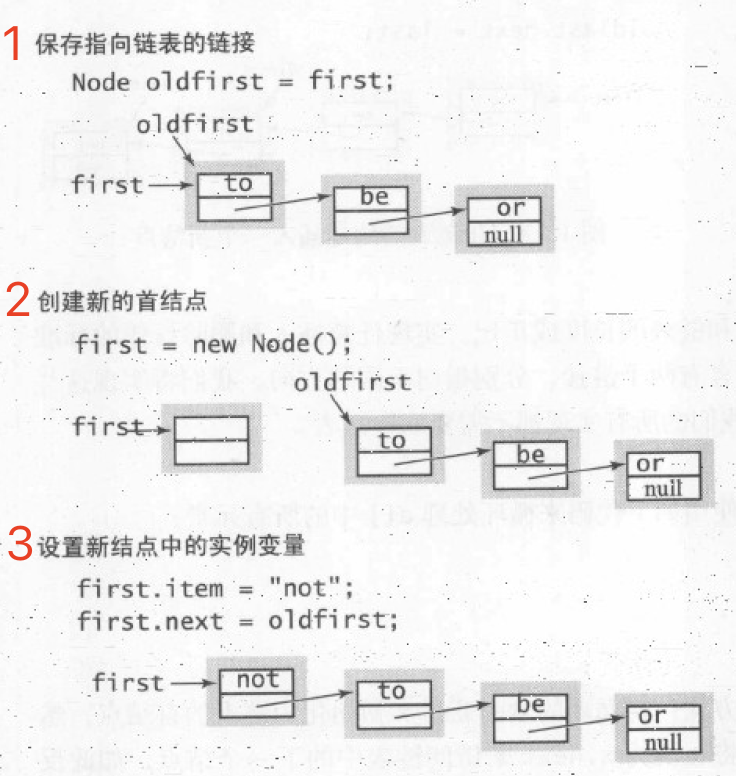 1 保存指向链表的链接
Node oldfirst = first;
oldfirst
first
to
be
or
null
2 创建新的首结点
first = new Node();
oldfirst
first
to
be
or
null
3 设置新结点中的实例变量
first.item = "not";
first.next = oldfirst;
first
not
to
be
or
null